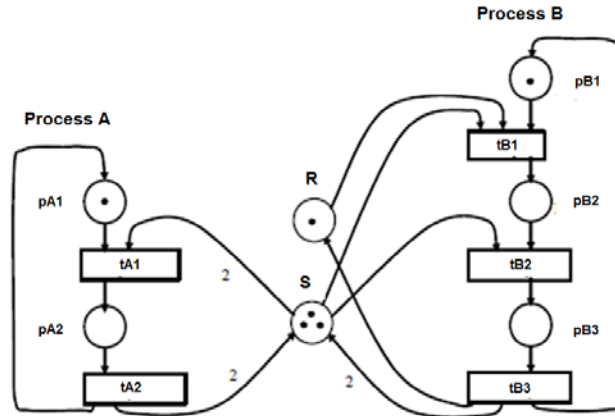 Process B
pB1
Process A
tB1
R
pA1
pB2
tA1
S
tB2
2
pA2
pB3
2
2
tA2
tB3